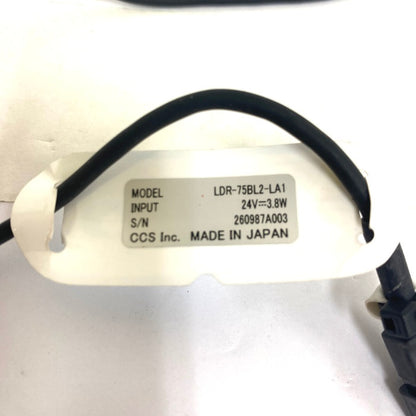 MODEL LDR-75BL2-LA1
INPUT 24V⎓3.8W
S/N 260987A003
CCS Inc. MADE IN JAPAN